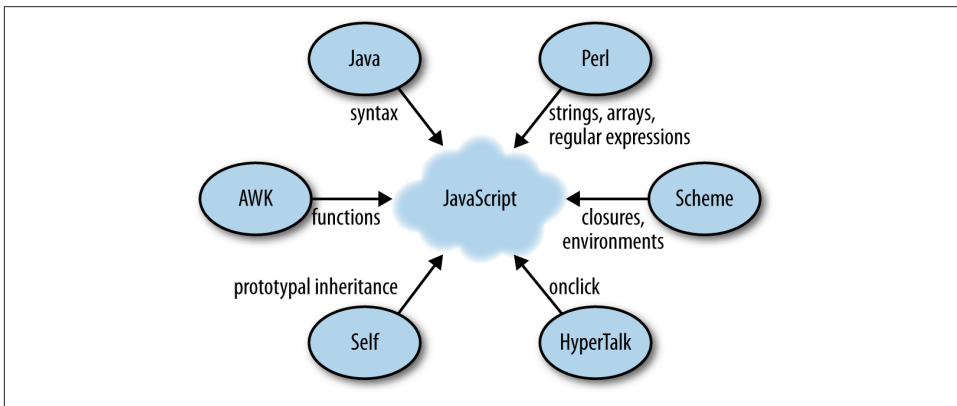 Java
Perl
syntax
strings, arrays,
regular expressions
AWK
functions
JavaScript
Scheme
closures,
environments
prototypal inheritance
onclick
Self
HyperTalk